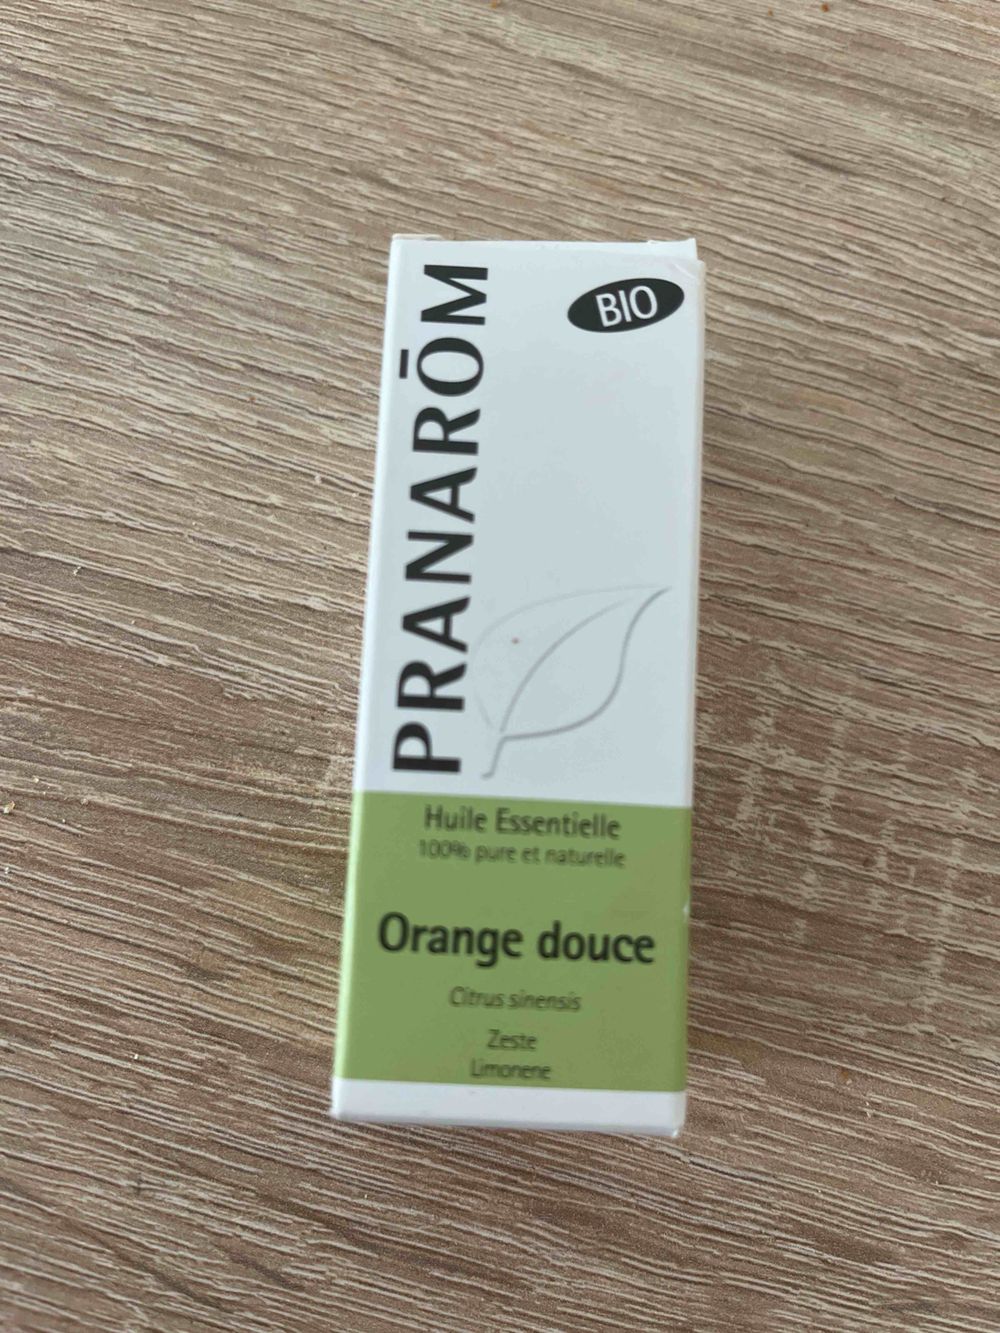 PRANARŌM
BIO
Huile Essentielle
100% pure et naturelle
Orange douce
Citrus sinensis
Zeste
Limonene